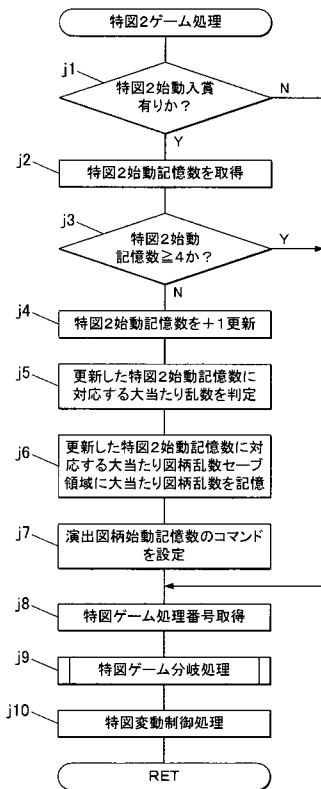 特図2ゲーム処理
j1
特図2始動入賞
有りか?
N
Y
j2
特図2始動記憶数を取得
j3
特図2始動
記憶数≧4か?
Y
N
j4
特図2始動記憶数を+1更新
j5
更新した特図2始動記憶数に
対応する大当たり乱数を判定
j6
更新した特図2始動記憶数に対
応する大当たり図柄乱数セーブ
領域に大当たり図柄乱数を記憶
j7
演出図柄始動記憶数のコマンド
を設定
j8
特図ゲーム処理番号取得
j9
特図ゲーム分岐処理
j10
特図変動制御処理
RET